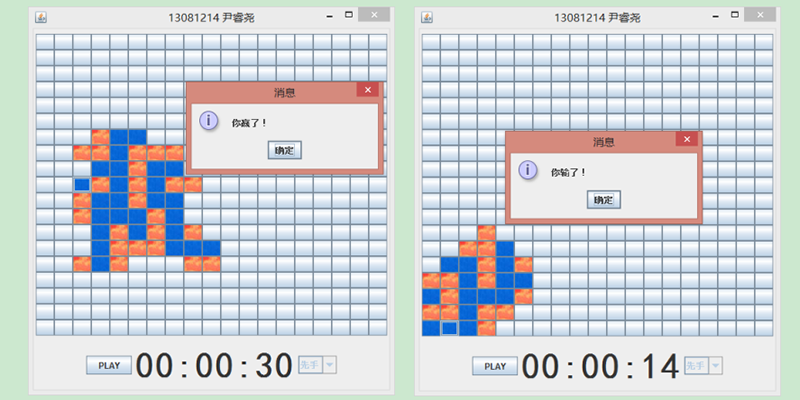 13081214 尹睿尧
消息
你赢了！
确定
PLAY
00:00:30
先手
13081214 尹睿尧
消息
你输了！
确定
PLAY
00:00:14
先手